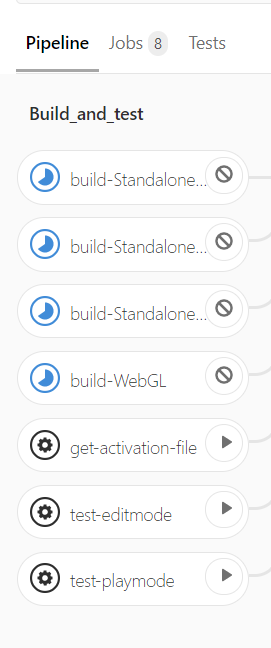 Pipeline Jobs 8 Tests
Build_and_test
build-Standalone...
build-Standalone...
build-Standalone...
build-WebGL
get-activation-file
test-editmode
test-playmode